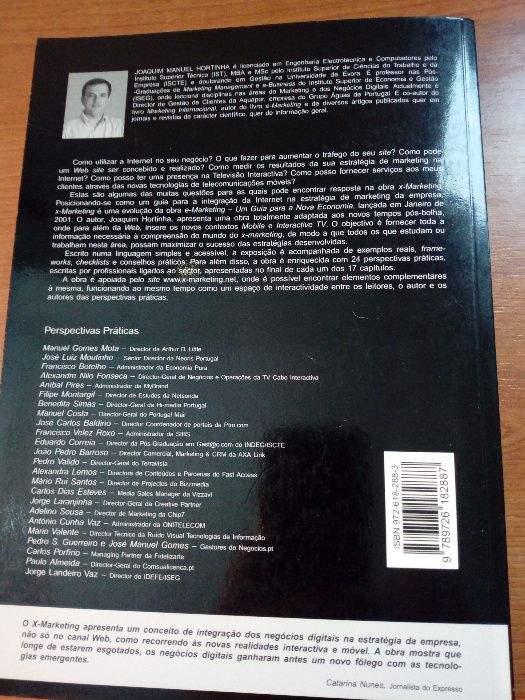 JOAQUIM MANUEL HORTINHA é licenciado em Engenharia Electrotécnica e Computadores pelo
Instituto Superior Técnico (IST), MBA e MSc pelo Instituto Superior de Ciências do Trabalho e da
Empresa (ISCTE) e doutorando em Gestão na Universidade de Évora. É professor nas Pós-
-Graduações de Marketing Management e e-Business do Instituto Superior de Economia e Gestão
(ISEG), onde lecciona disciplinas nas áreas do Marketing e dos Negócios Digitais. Actualmente é
Director de Gestão de Clientes da Aquapor, empresa do Grupo Águas de Portugal. É co-autor do
livro Marketing Internacional, autor do livro e-Marketing e de diversos artigos publicados quer em
jornais e revistas de carácter científico, quer de informação geral.
Como utilizar a Internet no seu negócio? O que fazer para aumentar o tráfego do seu site? Como pode
um Web site ser concebido e realizado? Como medir os resultados da sua estratégia de marketing na
Internet? Como posso ter uma presença na Televisão Interactiva? Como posso fornecer serviços aos meus
clientes através das novas tecnologias de telecomunicações móveis?
Estas são algumas das muitas questões para as quais pode encontrar resposta na obra x-Marketing.
Posicionando-se como um guia para a integração da Internet na estratégia de marketing da empresa,
x-Marketing é uma evolução da obra e-Marketing – Um Guia para a Nova Economia, lançada em Janeiro de
2001. O autor, Joaquim Hortinha, apresenta uma obra totalmente adaptada aos novos tempos pós-bolha,
onde para além da Web, insere os novos contextos Mobile e Interactive TV. O objectivo é fornecer toda a
informação necessária à compreensão do mundo do x-marketing, de modo a que todos os que estudam ou
trabalham nesta área, possam maximizar o sucesso das estratégias desenvolvidas.
Escrito numa linguagem simples e acessível, a exposição é acompanhada de exemplos reais, frame-
works, checklists e conselhos práticos. Para além disso, a obra é enriquecida com 24 perspectivas práticas,
escritas por profissionais ligados ao sector, apresentadas no final de cada um dos 17 capítulos.
A obra é apoiada pelo site www.x-marketing.net, onde é possível encontrar elementos complementares
à mesma, funcionando ao mesmo tempo como um espaço de interactividade entre os leitores, o autor e os
autores das perspectivas práticas.
Perspectivas Práticas
Manuel Gomes Mota – Director da Arthur D. Little
José Luiz Moutinho – Sénior Director da Neoris Portugal
Francisco Botelho – Administrador da Economia Pura
Alexandre Nilo Fonseca – Director-Geral de Negócios e Operações da TV Cabo Interactiva
Aníbal Pires – Administrador da MyBrand
Filipe Montargil – Director de Estudos da Netsonda
Benedita Simas – Directora-Geral da Hi-media Portugal
Manuel Costa – Director-Geral do Portugal Mail
José Carlos Baldino – Director Coordenador de portais da Ptm.com
Francisco Velez Roxo – Administrador da SIBS
Eduardo Correia – Director da Pós-Graduação em Gestão.com do INDEG/ISCTE
João Pedro Barroso – Director Comercial, Marketing & CRM da AXA Link
Pedro Valido – Director-Geral do Terràvista
Alexandra Lemos – Directora de Conteúdos e Parcerias do Fast Access
Mário Rui Santos – Director de Projectos do Bizzmedia
Carlos Dias Esteves – Media Sales Manager da Vizzavi
Jorge Laranjinha – Director-Geral da Creative Partner
Adelino Sousa – Director de Marketing da Chip7
António Cunha Vaz – Administrador da ONITELECOM
Mário Valente – Director Técnico da Ruído Visual Tecnologias de Informação
Pedro S. Guerreiro e José Manuel Gomes – Gestores do Negocios.pt
Carlos Porfírio – Managing Partner da Fidelizarte
Paulo Almeida – Director-Geral do Comsualicenca.pt
Jorge Landeiro Vaz – Director do IDEFE/ISEG
ISBN 972-618-288-3
9 789726 182887
O X-Marketing apresenta um conceito de integração dos negócios digitais na estratégia da empresa,
não só no canal Web, como recorrendo às novas realidades interactiva e móvel. A obra mostra que
longe de estarem esgotados, os negócios digitais ganharam antes um novo fôlego com as tecnolo-
gias emergentes.
Catarina Nunes, Jornalista do Expresso